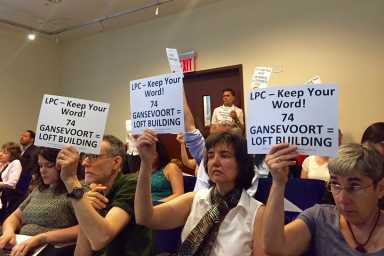 LPC – Keep Your
Word!
74
GANSEVOORT =
LOFT BUILDING
LPC – Keep Your
Word!
74
GANSEVOORT =
LOFT BUILDING
LPC – Keep Your
Word!
74
GANSEVOORT =
LOFT BUILDING
EXIT